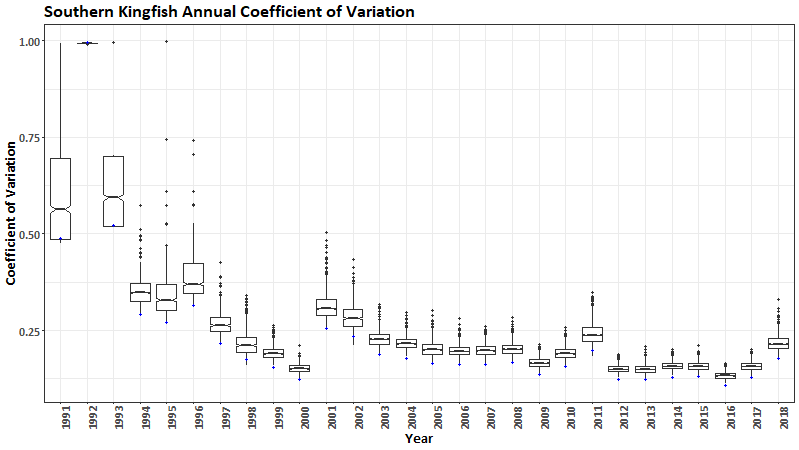 Southern Kingfish Annual Coefficient of Variation
Coefficient of Variation
1.00
0.75
0.50
0.25
1991 1992 1993 1994 1995 1996 1997 1998 1999 2000 2001 2002 2003 2004 2005 2006 2007 2008 2009 2010 2011 2012 2013 2014 2015 2016 2017 2018
Year